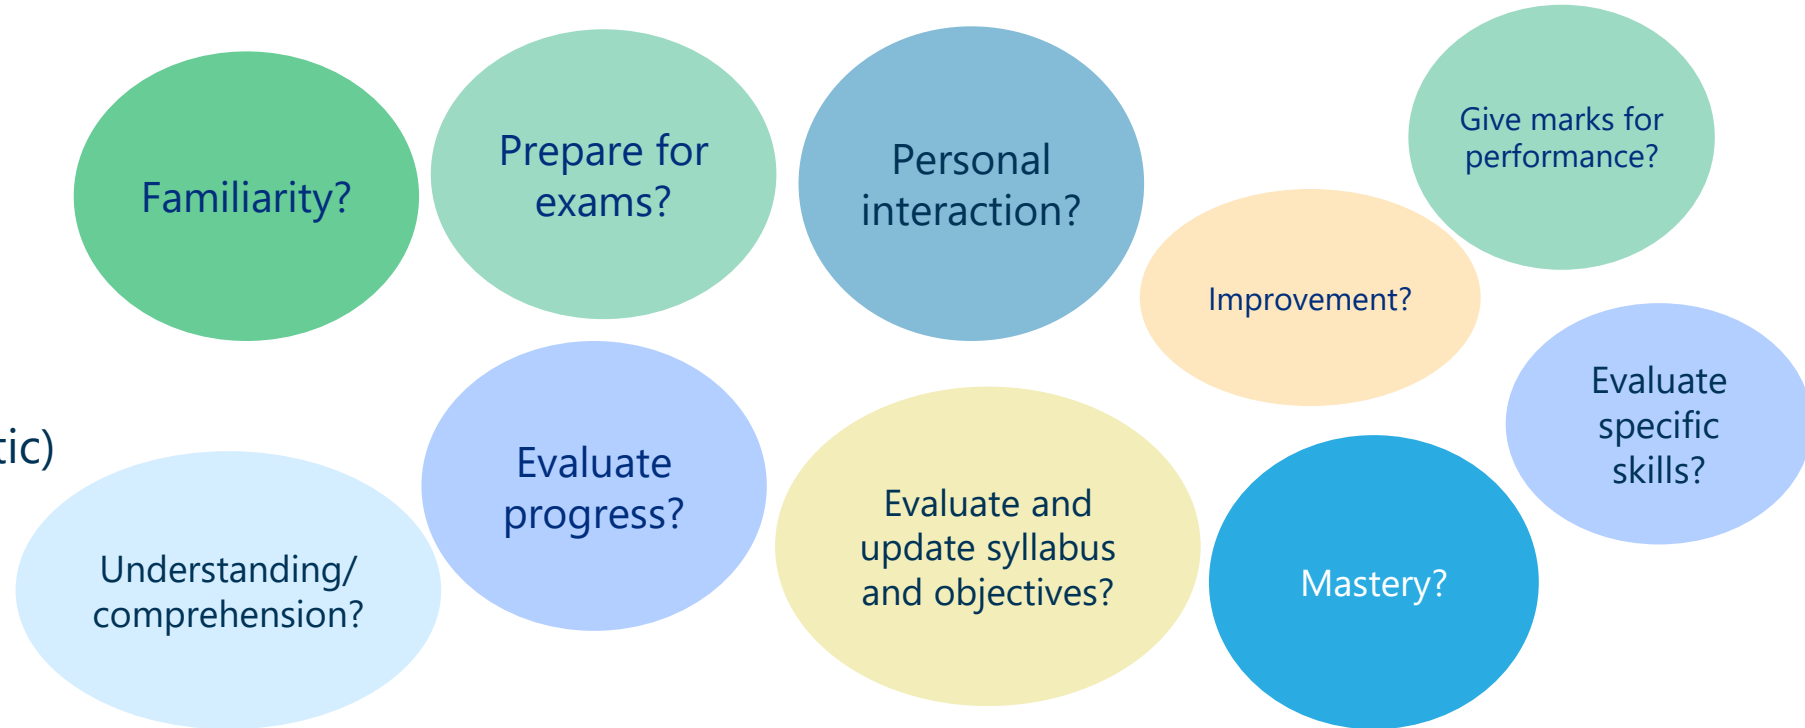 Familiarity?
Prepare for
exams?
Personal
interaction?
Give marks for
performance?
Improvement?
Evaluate
specific
skills?
tic)
Evaluate
progress?
Evaluate and
update syllabus
and objectives?
Understanding/
comprehension?
Mastery?